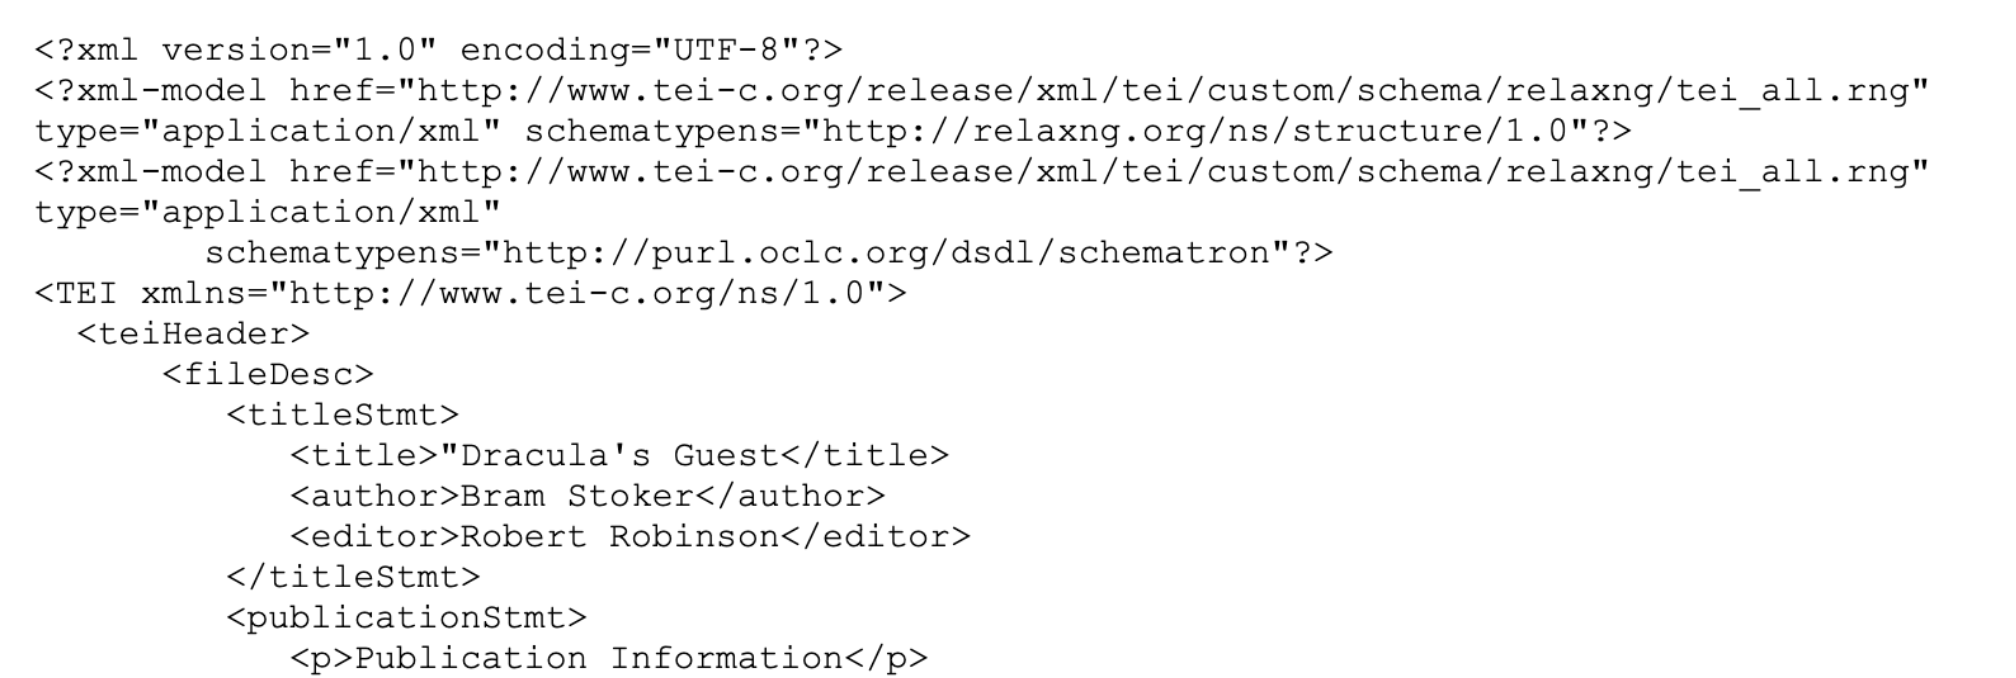 <?xml version="1.0" encoding="UTF-8"?>
<?xml-model href="http://www.tei-c.org/release/xml/tei/custom/schema/relaxng/tei_all.rng"
type="application/xml" schematypens="http://relaxng.org/ns/structure/1.0"?>
<?xml-model href="http://www.tei-c.org/release/xml/tei/custom/schema/relaxng/tei_all.rng"
type="application/xml"
        schematypens="http://purl.oclc.org/dsdl/schematron"?>
<TEI xmlns="http://www.tei-c.org/ns/1.0">
  <teiHeader>
      <fileDesc>
         <titleStmt>
            <title>"Dracula's Guest</title>
            <author>Bram Stoker</author>
            <editor>Robert Robinson</editor>
         </titleStmt>
         <publicationStmt>
            <p>Publication Information</p>